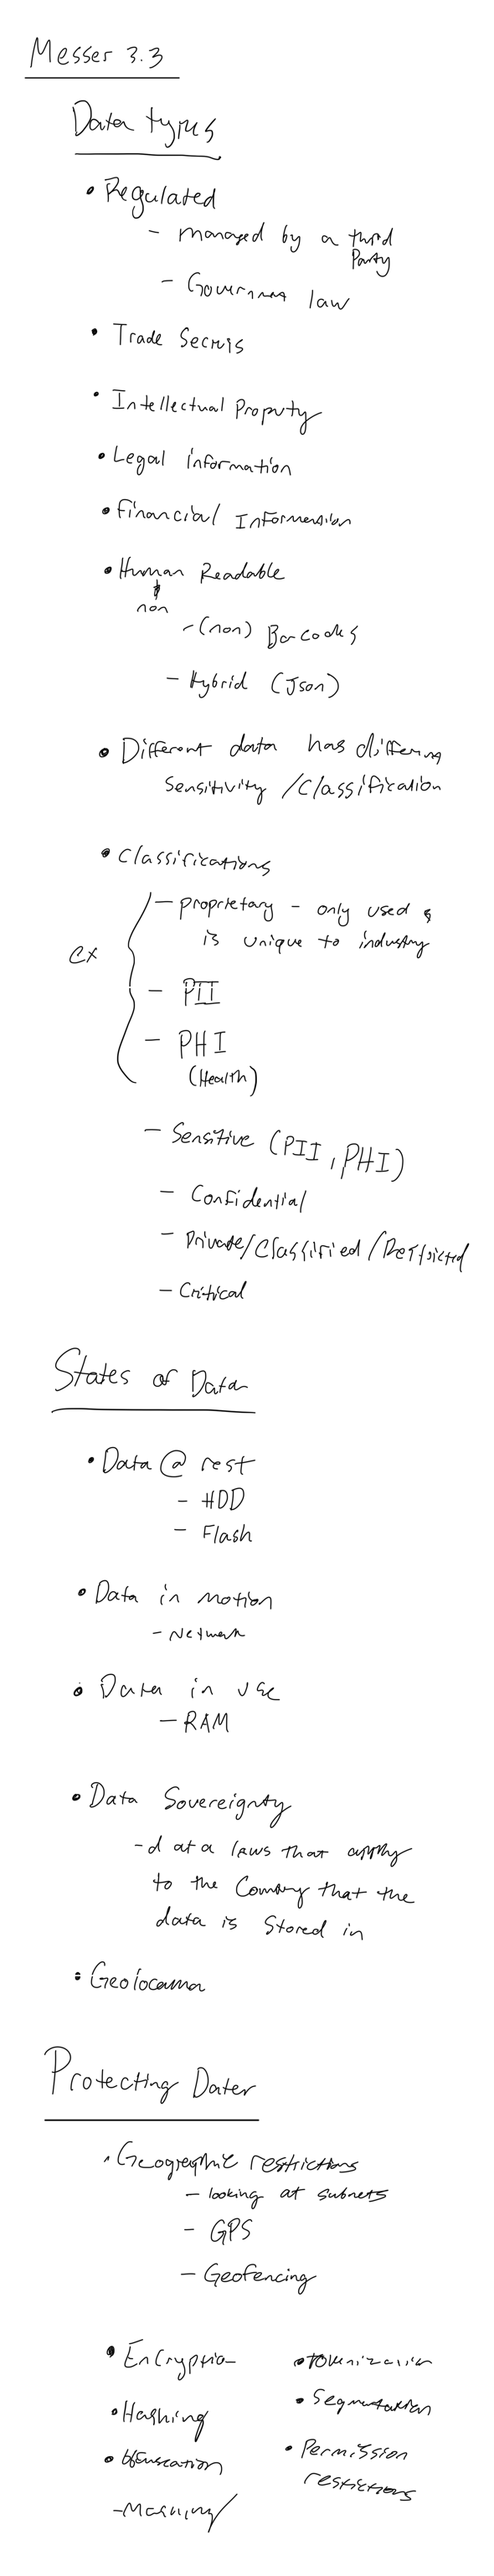 Messer 3.3
Data types
• Regulated
- managed by a third
Party
- Government law
• Trade Secrets
• Intellectual Property
• Legal information
• Financial Information
• Human Readable
non
- (non) Barcodes
- Hybrid (Json)
• Different data has differing
Sensitivity / Classification
• Classifications
- proprietary - only used &
is unique to industry
ex
- PII
- PHI
(Health)
- Sensitive (PII, PHI)
- Confidential
- Private/Classified/Restricted
- Critical
States of Data
• Data @ rest
- HDD
- Flash
• Data in motion
- Network
• Data in use
- RAM
• Data Sovereignty
- data laws that apply
to the Country that the
data is Stored in
• Geolocation
Protecting Data
• Geographic restrictions
- looking at subnets
- GPS
- Geofencing
• Encryption
• Hashing
• Obfuscation
- Masking
• Tokenization
• Segmentation
• Permission
restrictions